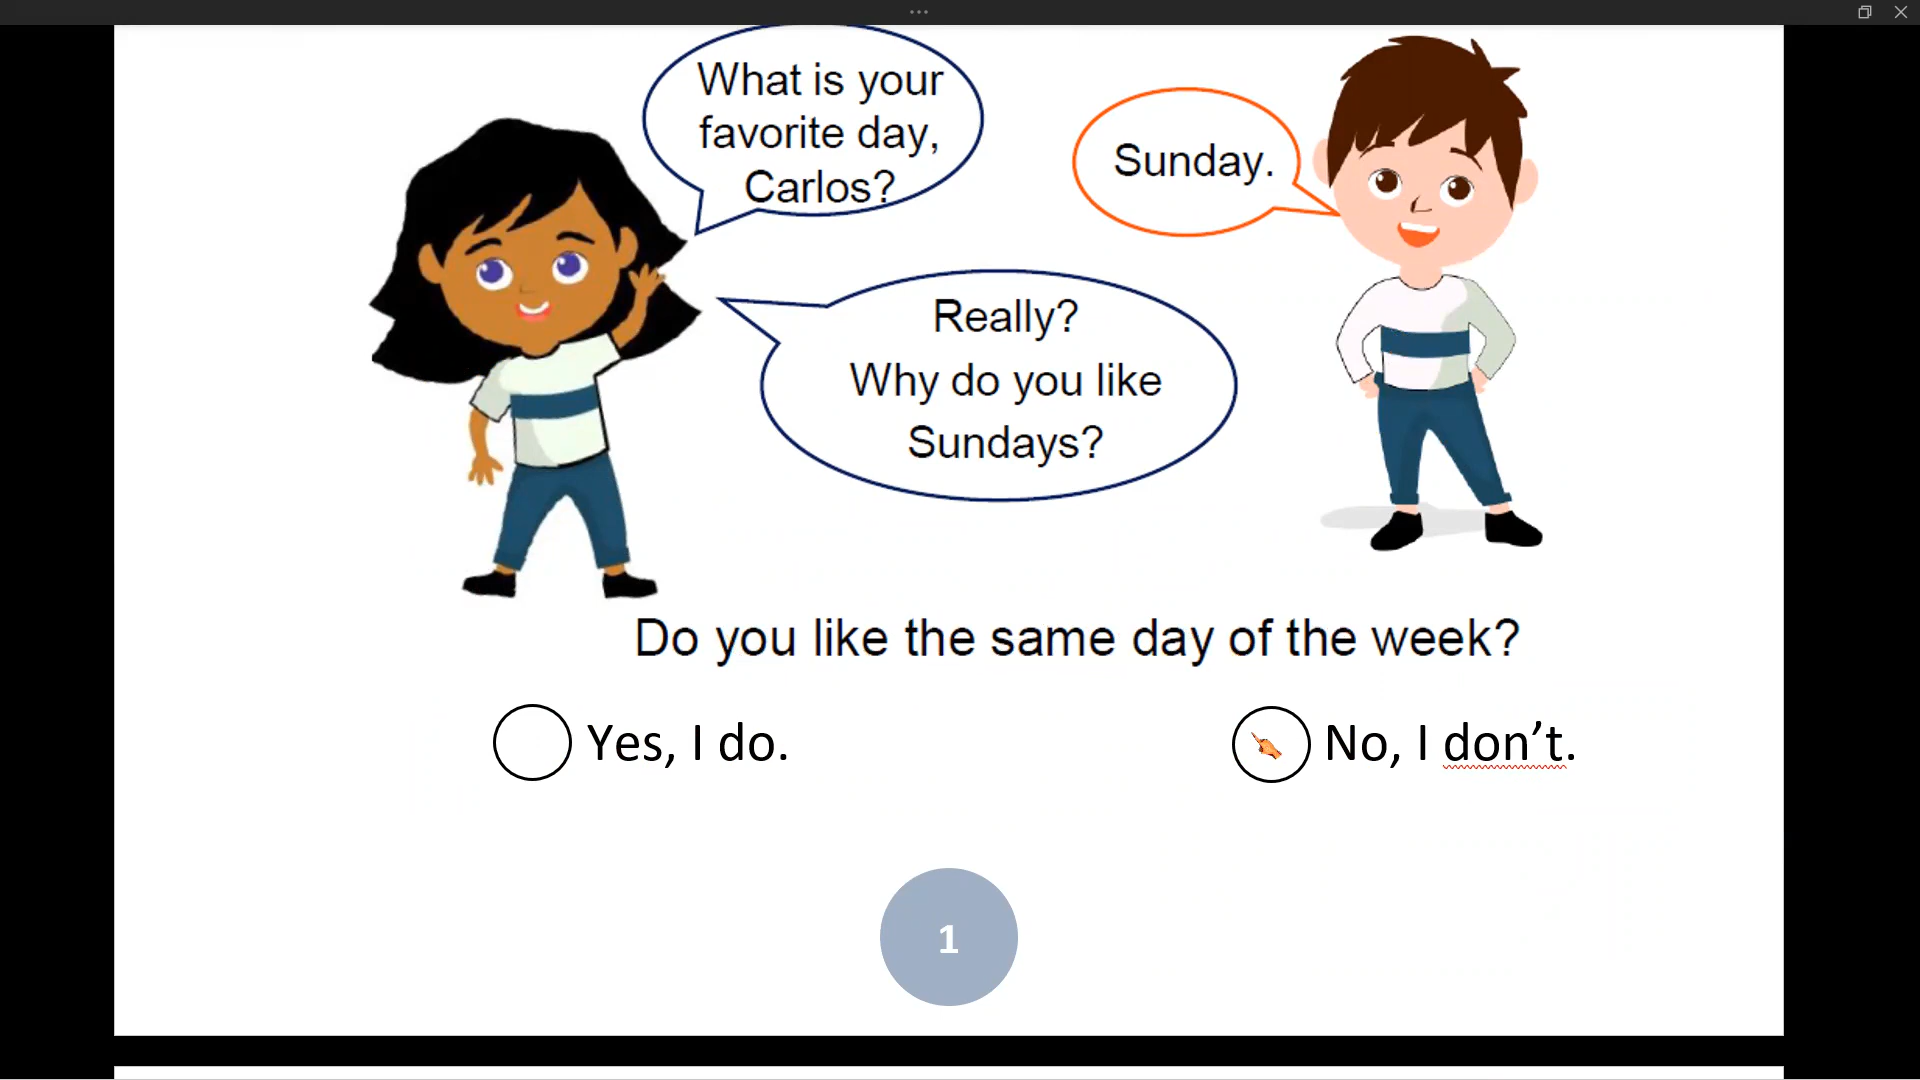 What is your
favorite day,
Carlos?
Sunday.
Really?
Why do you like
Sundays?
Do you like the same day of the week?
Yes, I do.
No, I don’t.
1